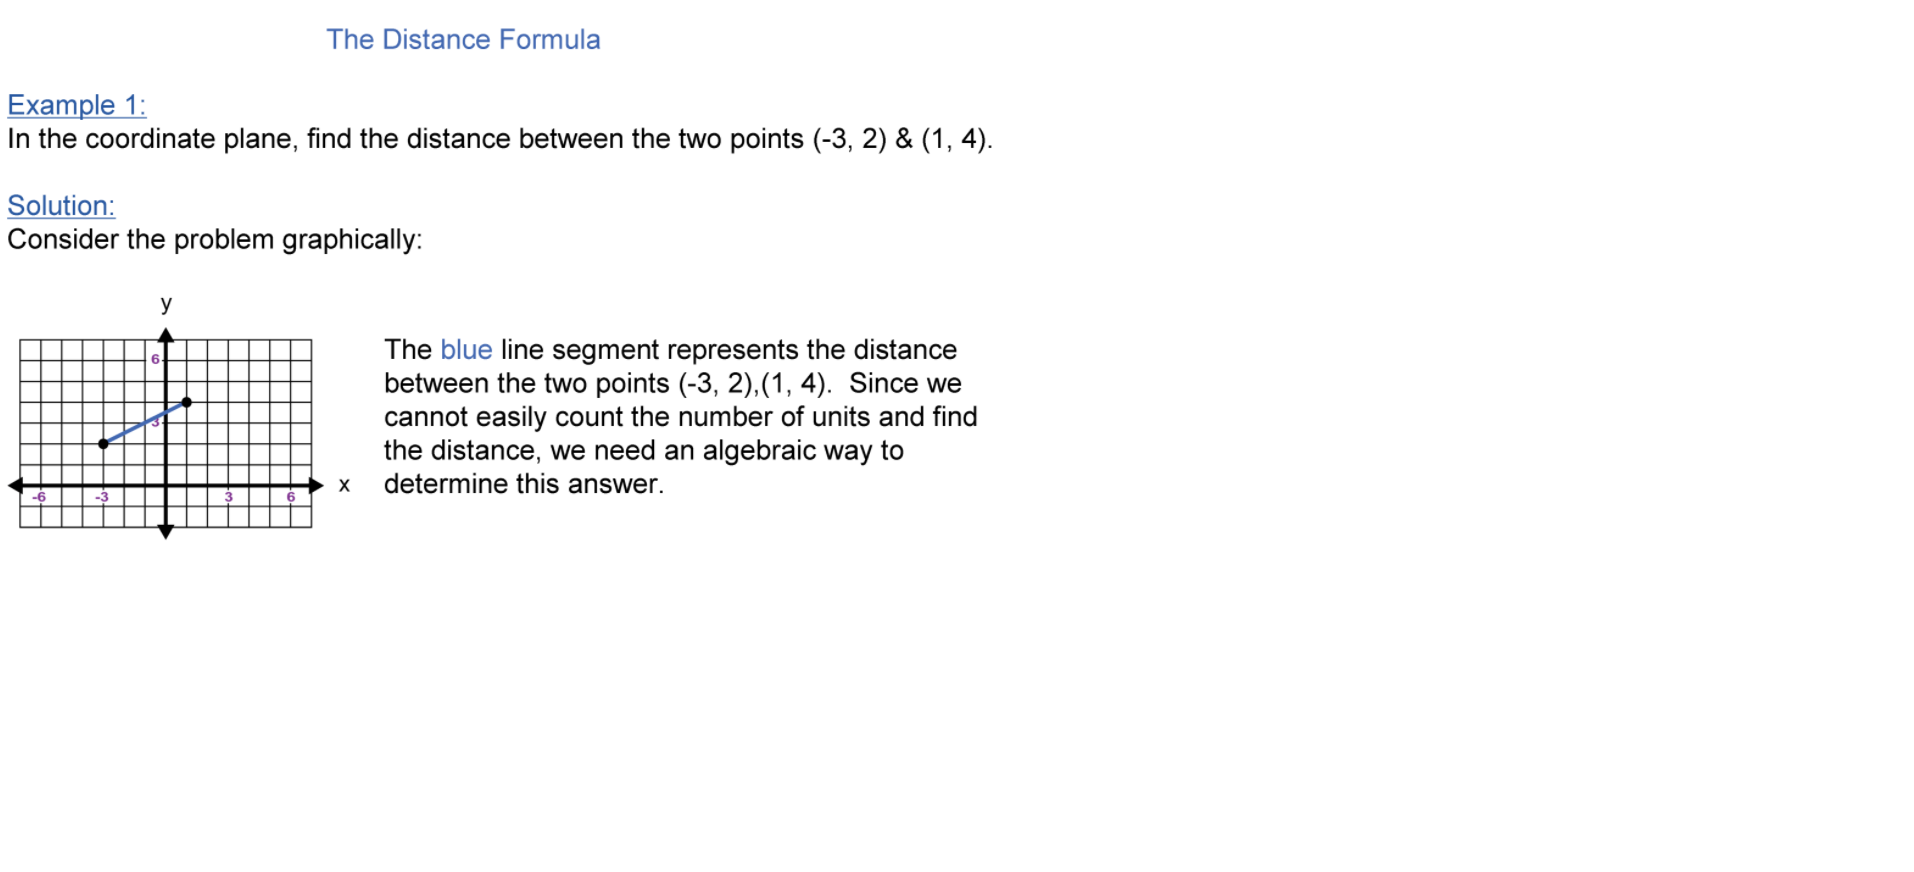 The Distance Formula
Example 1:
In the coordinate plane, find the distance between the two points (-3, 2) & (1, 4).
Solution:
Consider the problem graphically:
y
6
3
-6
-3
3
6
x
The blue line segment represents the distance
between the two points (-3, 2),(1, 4).  Since we
cannot easily count the number of units and find
the distance, we need an algebraic way to
determine this answer.